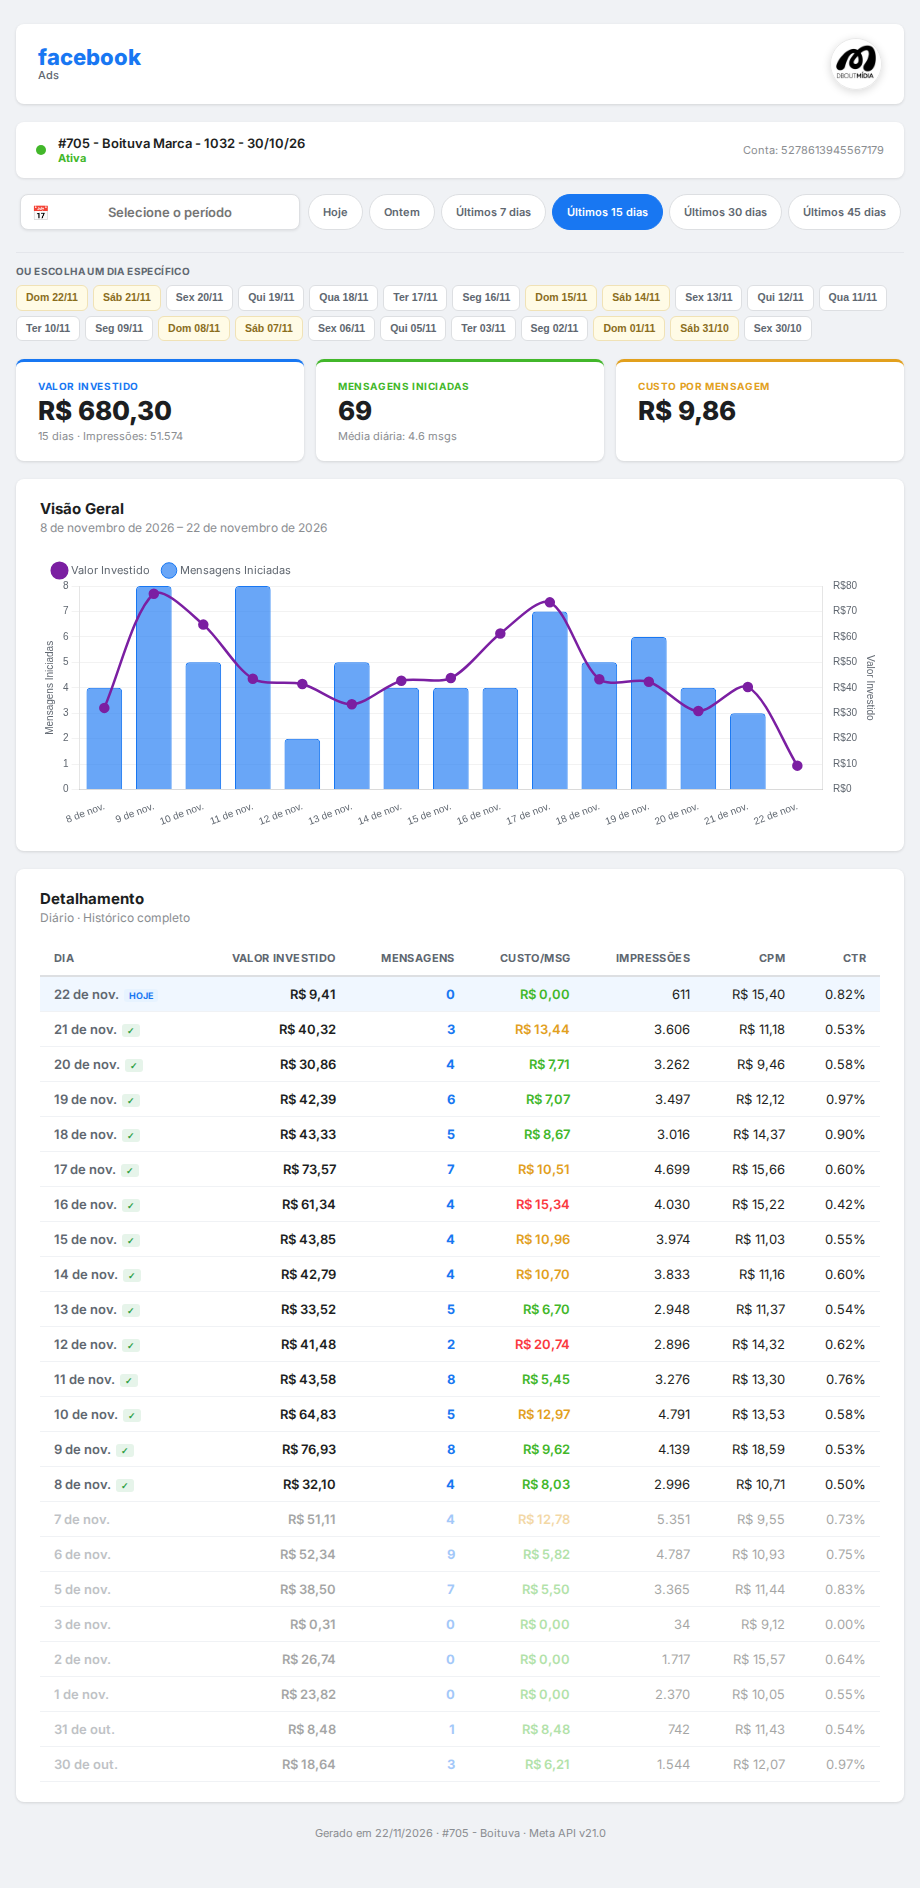 facebook
Ads
DBOUTMÍDIA
#705 - Boituva Marca - 1032 - 30/10/26
Ativa
Conta: 5278613945567179
📅 Selecione o período
Hoje
Ontem
Últimos 7 dias
Últimos 15 dias
Últimos 30 dias
Últimos 45 dias
OU ESCOLHA UM DIA ESPECÍFICO
Dom 22/11 Sáb 21/11 Sex 20/11 Qui 19/11 Qua 18/11 Ter 17/11 Seg 16/11 Dom 15/11 Sáb 14/11 Sex 13/11 Qui 12/11 Qua 11/11
Ter 10/11 Seg 09/11 Dom 08/11 Sáb 07/11 Sex 06/11 Qui 05/11 Ter 03/11 Seg 02/11 Dom 01/11 Sáb 31/10 Sex 30/10
VALOR INVESTIDO
R$ 680,30
15 dias · Impressões: 51.574
MENSAGENS INICIADAS
69
Média diária: 4.6 msgs
CUSTO POR MENSAGEM
R$ 9,86
Visão Geral
8 de novembro de 2026 – 22 de novembro de 2026
Valor Investido Mensagens Iniciadas
Mensagens Iniciadas
8
7
6
5
4
3
2
1
0
R$80
R$70
R$60
R$50
R$40
R$30
R$20
R$10
R$0
Valor Investido
8 de nov. 9 de nov. 10 de nov. 11 de nov. 12 de nov. 13 de nov. 14 de nov. 15 de nov. 16 de nov. 17 de nov. 18 de nov. 19 de nov. 20 de nov. 21 de nov. 22 de nov.
Detalhamento
Diário · Histórico completo
DIA VALOR INVESTIDO MENSAGENS CUSTO/MSG IMPRESSÕES CPM CTR
22 de nov. HOJE R$ 9,41 0 R$ 0,00 611 R$ 15,40 0.82%
21 de nov. ✓ R$ 40,32 3 R$ 13,44 3.606 R$ 11,18 0.53%
20 de nov. ✓ R$ 30,86 4 R$ 7,71 3.262 R$ 9,46 0.58%
19 de nov. ✓ R$ 42,39 6 R$ 7,07 3.497 R$ 12,12 0.97%
18 de nov. ✓ R$ 43,33 5 R$ 8,67 3.016 R$ 14,37 0.90%
17 de nov. ✓ R$ 73,57 7 R$ 10,51 4.699 R$ 15,66 0.60%
16 de nov. ✓ R$ 61,34 4 R$ 15,34 4.030 R$ 15,22 0.42%
15 de nov. ✓ R$ 43,85 4 R$ 10,96 3.974 R$ 11,03 0.55%
14 de nov. ✓ R$ 42,79 4 R$ 10,70 3.833 R$ 11,16 0.60%
13 de nov. ✓ R$ 33,52 5 R$ 6,70 2.948 R$ 11,37 0.54%
12 de nov. ✓ R$ 41,48 2 R$ 20,74 2.896 R$ 14,32 0.62%
11 de nov. ✓ R$ 43,58 8 R$ 5,45 3.276 R$ 13,30 0.76%
10 de nov. ✓ R$ 64,83 5 R$ 12,97 4.791 R$ 13,53 0.58%
9 de nov. ✓ R$ 76,93 8 R$ 9,62 4.139 R$ 18,59 0.53%
8 de nov. ✓ R$ 32,10 4 R$ 8,03 2.996 R$ 10,71 0.50%
7 de nov. R$ 51,11 4 R$ 12,78 5.351 R$ 9,55 0.73%
6 de nov. R$ 52,34 9 R$ 5,82 4.787 R$ 10,93 0.75%
5 de nov. R$ 38,50 7 R$ 5,50 3.365 R$ 11,44 0.83%
3 de nov. R$ 0,31 0 R$ 0,00 34 R$ 9,12 0.00%
2 de nov. R$ 26,74 0 R$ 0,00 1.717 R$ 15,57 0.64%
1 de nov. R$ 23,82 0 R$ 0,00 2.370 R$ 10,05 0.55%
31 de out. R$ 8,48 1 R$ 8,48 742 R$ 11,43 0.54%
30 de out. R$ 18,64 3 R$ 6,21 1.544 R$ 12,07 0.97%
Gerado em 22/11/2026 · #705 - Boituva · Meta API v21.0